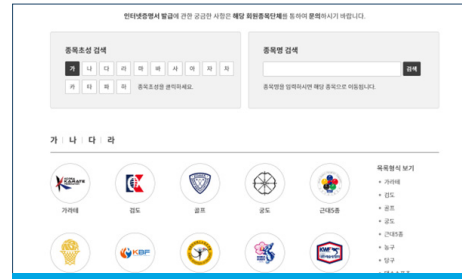 인터넷증명서 발급에 관한 궁금한 사항은 해당 회원종목단체를 통하여 문의하시기 바랍니다.
종목초성 검색
가 나 다 라 마 바 사 아 자 차
카 타 파 하 종목초성을 클릭하세요.
종목명 검색
검색
종목명을 입력하시면 해당 종목으로 이동됩니다.
가 | 나 | 다 | 라
KARATE
가라테
검도
골프
궁도
근대5종
KBF
목록형식 보기
가라테
검도
골프
궁도
근대5종
농구
당구